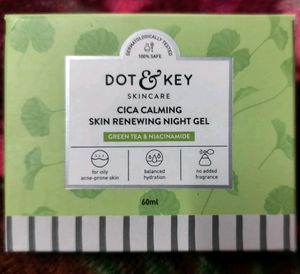 DERMATOLOGICALLY TESTED
100% SAFE
DOT & KEY
SKINCARE
CICA CALMING
SKIN RENEWING NIGHT GEL
GREEN TEA & NIACINAMIDE
for oily
acne-prone skin
balanced
hydration
no added
fragrance
60ml